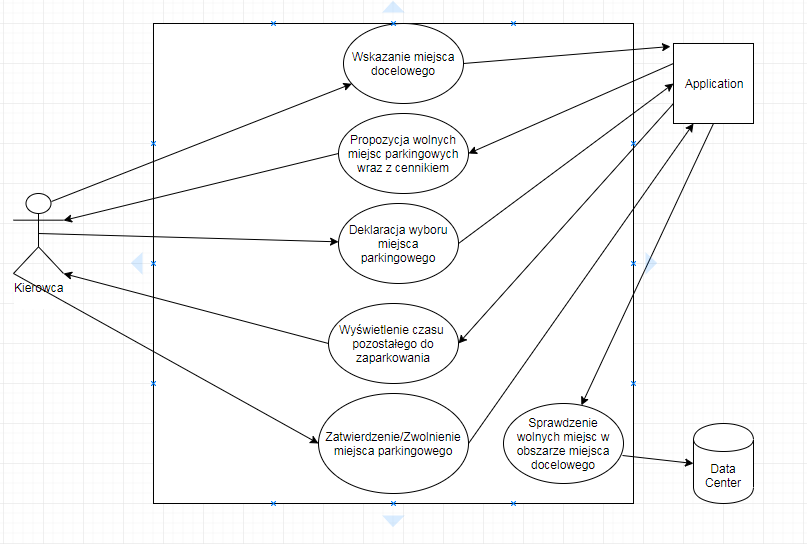 Wskazanie miejsca
docelowego
Application
Propozycja wolnych
miejsc parkingowych
wraz z cennikiem
Deklaracja wyboru
miejsca
parkingowego
Kierowca
Wyświetlenie czasu
pozostałego do
zaparkowania
Zatwierdzenie/Zwolnienie
miejsca parkingowego
Sprawdzenie
wolnych miejsc w
obszarze miejsca
docelowego
Data
Center